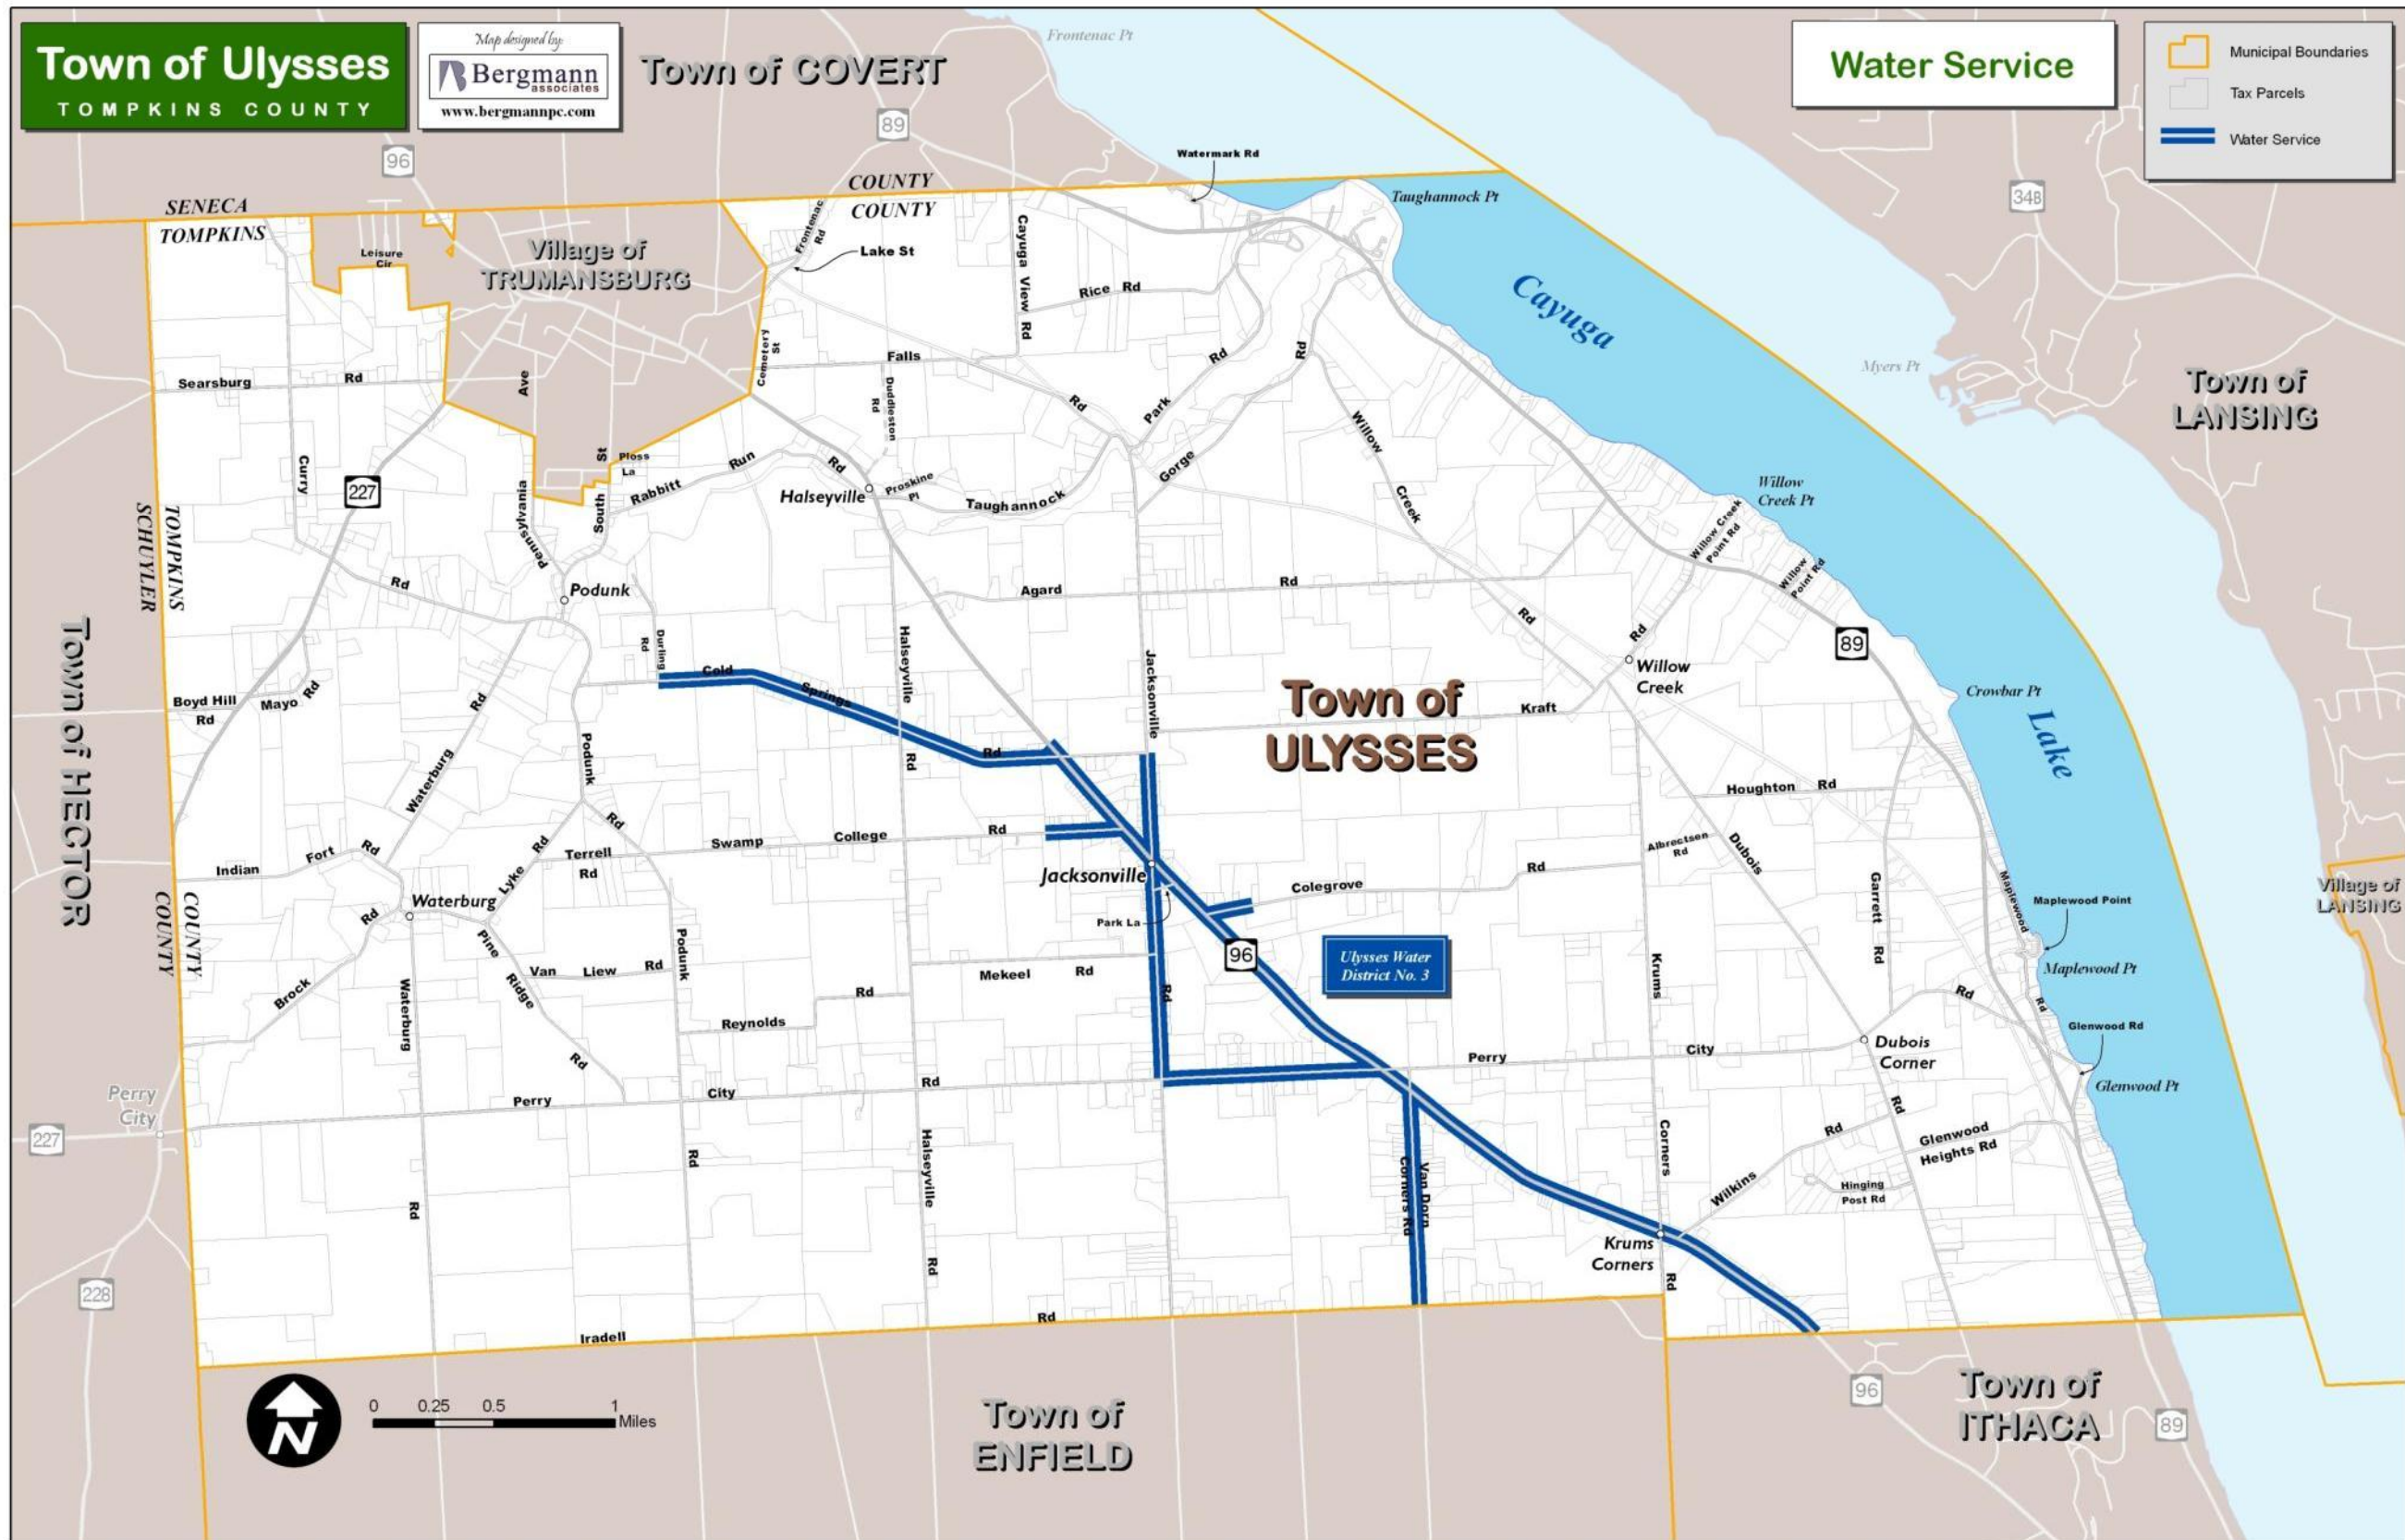 Town of Ulysses
TOMPKINS COUNTY
Map designed by:
Bergmann
associates
www.bergmannpc.com
Town of COVERT
Frontenac Pt
Water Service
Municipal Boundaries
Tax Parcels
Water Service
89
96
34B
Watermark Rd
SENECA
TOMPKINS
COUNTY
COUNTY
Taughannock Pt
Leisure
Cir
Village of
TRUMANSBURG
Frontenac
Rd
Lake St
Cayuga View Rd
Rice Rd
Cayuga
Lake
Cemetery
St
Falls
Rd
Duddleston
Rd
Park
Rd
Searsburg Rd
Ave
Myers Pt
Town of
LANSING
Curry
Rd
227
St
Ploss
La
Rabbitt Run
Rd
South
Pennsylvania
Halseyville
Proskine
Pl
Taughannock
Gorge
Rd
Willow
Creek
Rd
Willow
Creek Pt
Willow Creek
Point Rd
Willow
Point Rd
TOMPKINS
SCHUYLER
Podunk
Agard Rd
Durling
Rd
Halseyville
Rd
Jacksonville
Rd
Cold Springs Rd
89
Rd
Willow
Creek
Crowbar Pt
Town of HECTOR
Boyd Hill
Rd
Mayo Rd
Waterburg Rd
Podunk
Rd
Town of
ULYSSES
Kraft
Houghton Rd
Albrectsen
Rd
Dubois
Rd
Indian Fort Rd
Lyke Rd
Terrell
Rd
Swamp College Rd
Jacksonville
Colegrove Rd
Garrett
Rd
Maplewood
Rd
Maplewood Point
Maplewood Pt
Village of
LANSING
Waterburg
COUNTY
COUNTY
Park La
96
Ulysses Water
District No. 3
Pine
Ridge
Rd
Van Liew Rd
Podunk
Rd
Mekeel Rd
Brock
Rd
Waterburg
Rd
Reynolds
Rd
Krums
Corners
Rd
Rd
Glenwood Rd
Dubois
Corner
Glenwood Pt
Perry City Rd
Perry City
Perry
City
227
Halseyville
Rd
Van Dorn
Corners Rd
Wilkins Rd
Glenwood
Heights Rd
Hinging
Post Rd
Krums
Corners
228
Iradell
Rd
N
0 0.25 0.5 1
Miles
Town of
ENFIELD
96
Town of
ITHACA
89